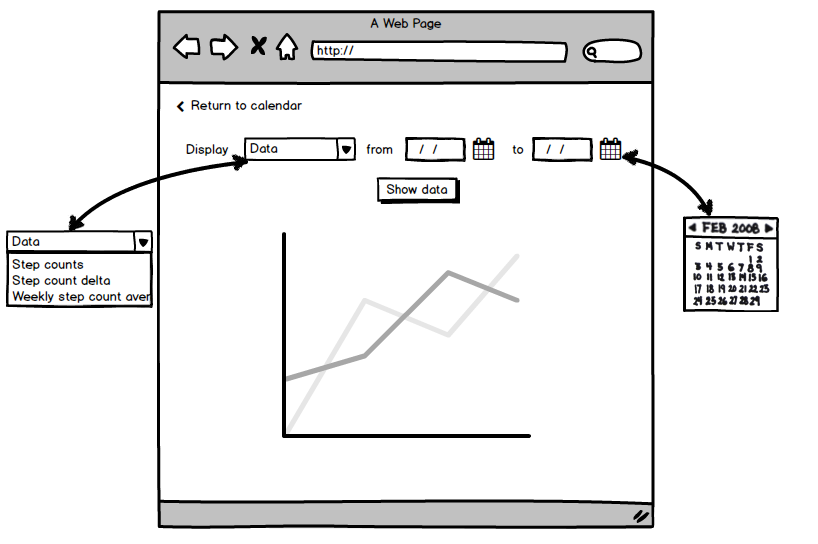 A Web Page
http://
Return to calendar
Display Data from / / to / /
Show data
Data
Step counts
Step count delta
Weekly step count aver
FEB 2008
S M T W T F S
1 2
3 4 5 6 7 8 9
10 11 12 13 14 15 16
17 18 19 20 21 22 23
24 25 26 27 28 29